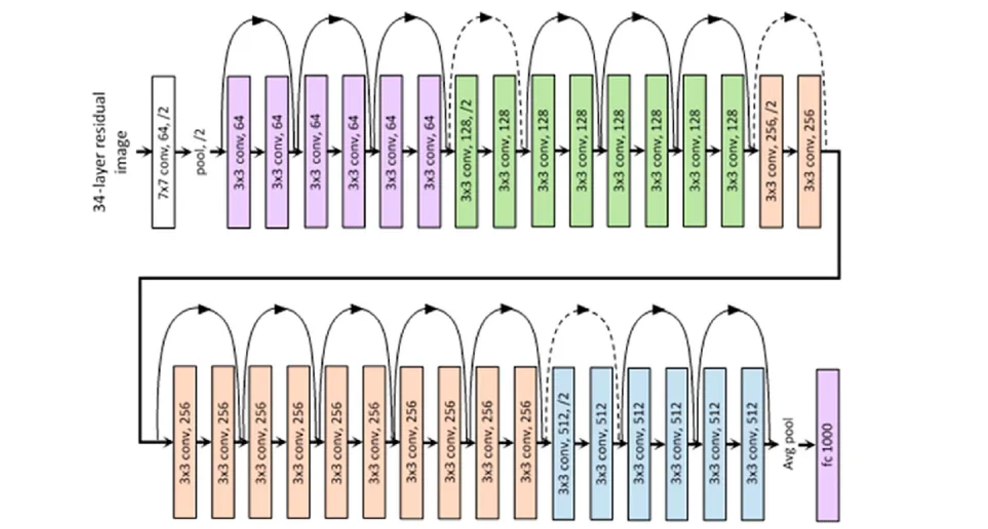 34-layer residual
image
7x7 conv, 64, /2
pool, /2
3x3 conv, 64
3x3 conv, 64
3x3 conv, 64
3x3 conv, 64
3x3 conv, 64
3x3 conv, 64
3x3 conv, 128, /2
3x3 conv, 128
3x3 conv, 128
3x3 conv, 128
3x3 conv, 128
3x3 conv, 128
3x3 conv, 128
3x3 conv, 128
3x3 conv, 256, /2
3x3 conv, 256
3x3 conv, 256
3x3 conv, 256
3x3 conv, 256
3x3 conv, 256
3x3 conv, 256
3x3 conv, 256
3x3 conv, 256
3x3 conv, 256
3x3 conv, 256
3x3 conv, 256
3x3 conv, 512, /2
3x3 conv, 512
3x3 conv, 512
3x3 conv, 512
3x3 conv, 512
3x3 conv, 512
Avg pool
fc 1000